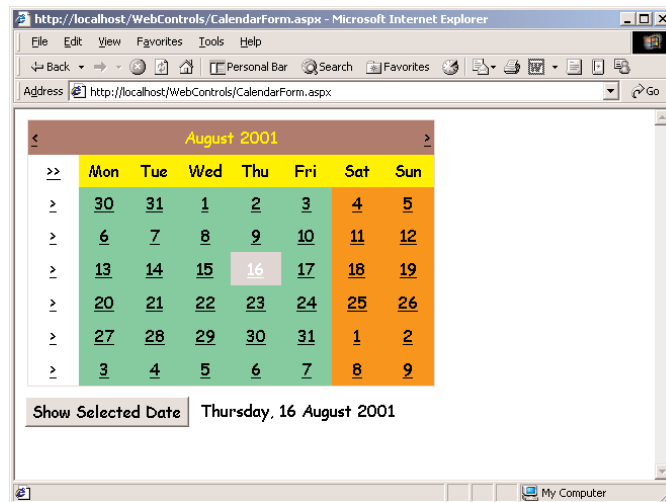 http://localhost/WebControls/CalendarForm.aspx - Microsoft Internet Explorer
File Edit View Favorites Tools Help
Back Personal Bar Search Favorites
Address http://localhost/WebControls/CalendarForm.aspx Go
< August 2001 >
>> Mon Tue Wed Thu Fri Sat Sun
> 30 31 1 2 3 4 5
> 6 7 8 9 10 11 12
> 13 14 15 16 17 18 19
> 20 21 22 23 24 25 26
> 27 28 29 30 31 1 2
> 3 4 5 6 7 8 9
Show Selected Date Thursday, 16 August 2001
My Computer